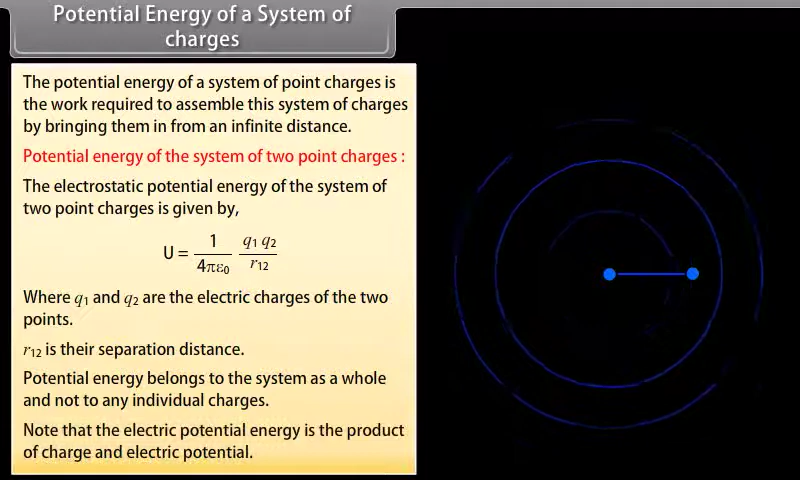 Potential Energy of a System of
charges
The potential energy of a system of point charges is
the work required to assemble this system of charges
by bringing them in from an infinite distance.
Potential energy of the system of two point charges :
The electrostatic potential energy of the system of
two point charges is given by,
U = 1/4πε₀ q₁ q₂/r₁₂
Where q₁ and q₂ are the electric charges of the two
points.
r₁₂ is their separation distance.
Potential energy belongs to the system as a whole
and not to any individual charges.
Note that the electric potential energy is the product
of charge and electric potential.